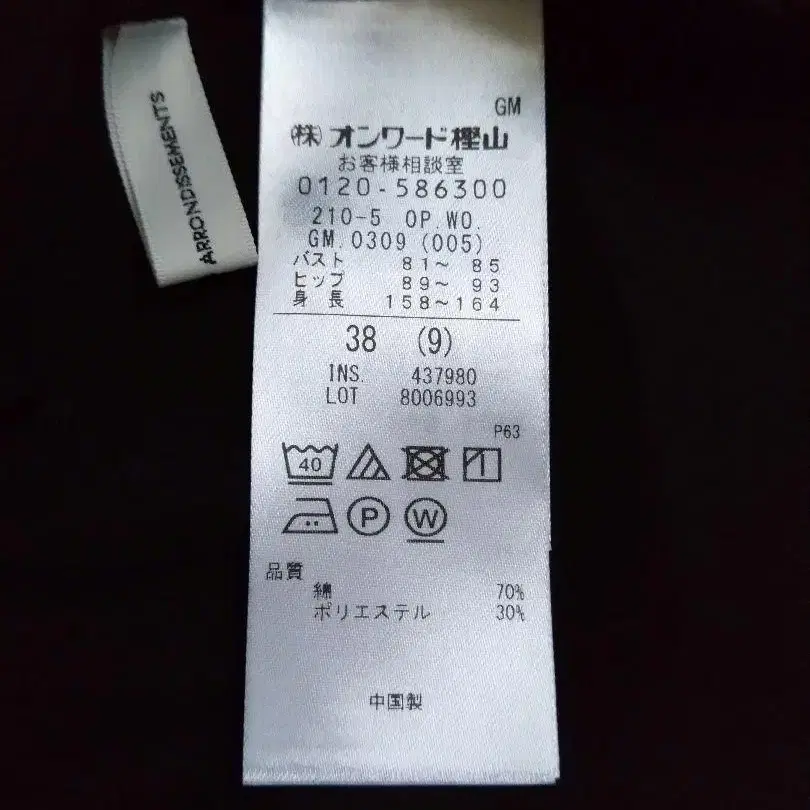 ARRONDISSEMENTS
GM
(株)オンワード樫山
お客様相談室
0120-586300
210-5 OP.WO.
GM.0309 (005)
バスト 81～ 85
ヒップ 89～ 93
身 長 158～164
38 (9)
INS. 437980
LOT 8006993
P63
40
P
W
品質
綿 70%
ポリエステル 30%
中国製